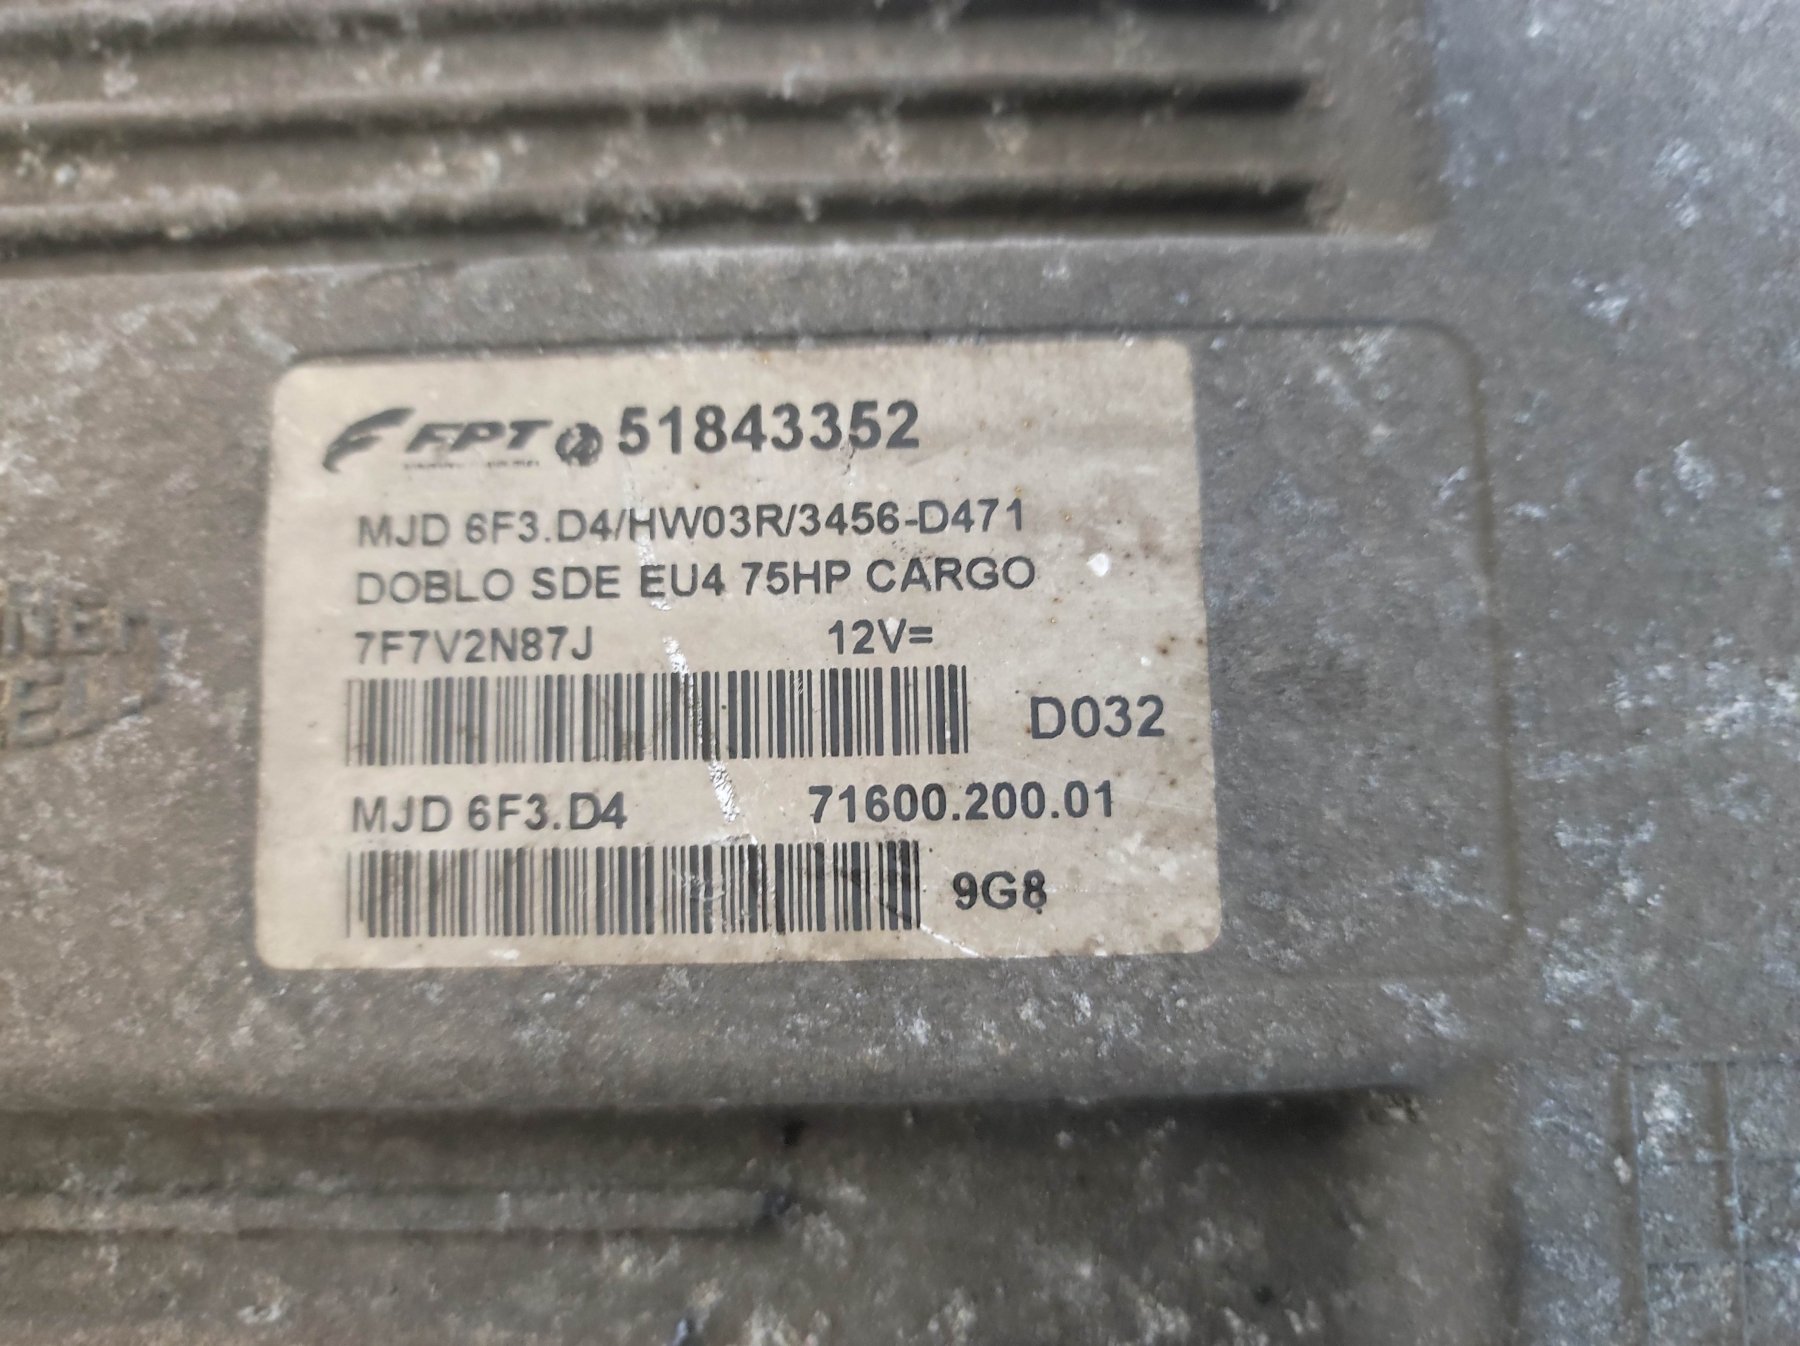 FPT 51843352
MJD 6F3.D4/HW03R/3456-D471
DOBLO SDE EU4 75HP CARGO
7F7V2N87J 12V=
D032
MJD 6F3.D4 71600.200.01
9G8